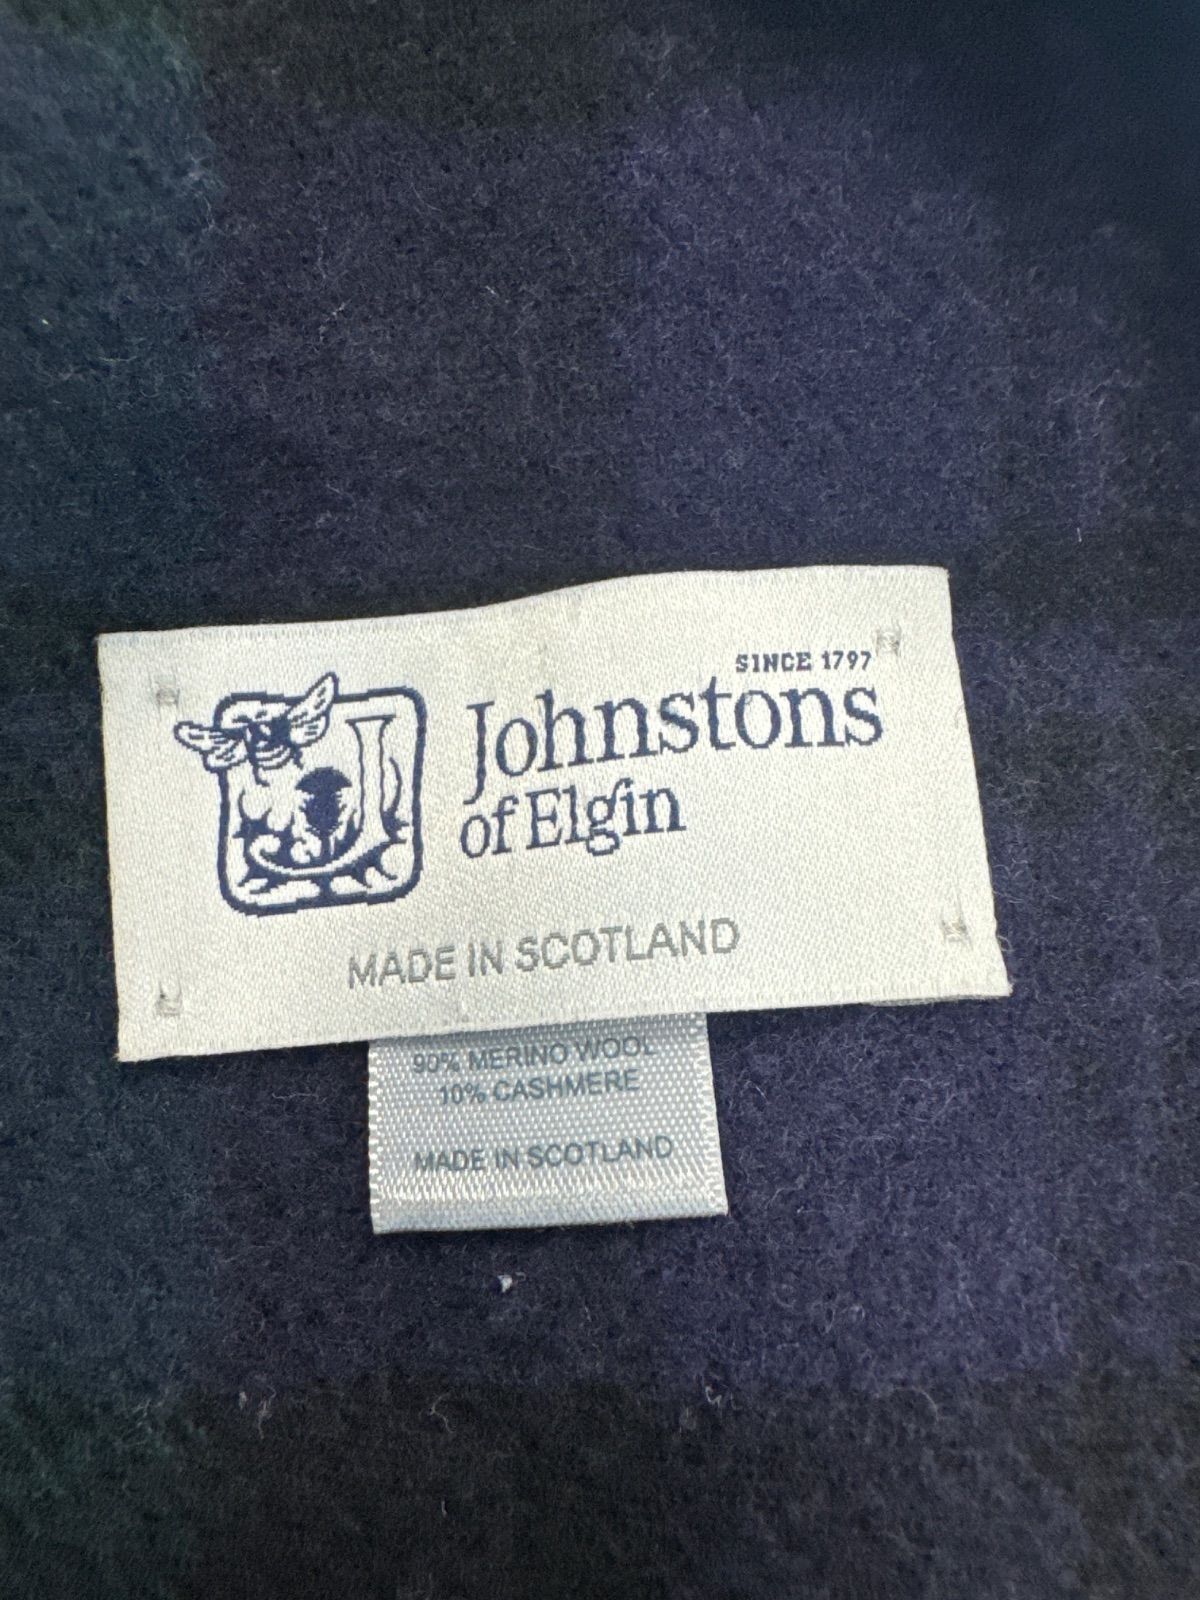 SINCE 1797
Johnstons
of Elgin
MADE IN SCOTLAND
90% MERINO WOOL
10% CASHMERE
MADE IN SCOTLAND